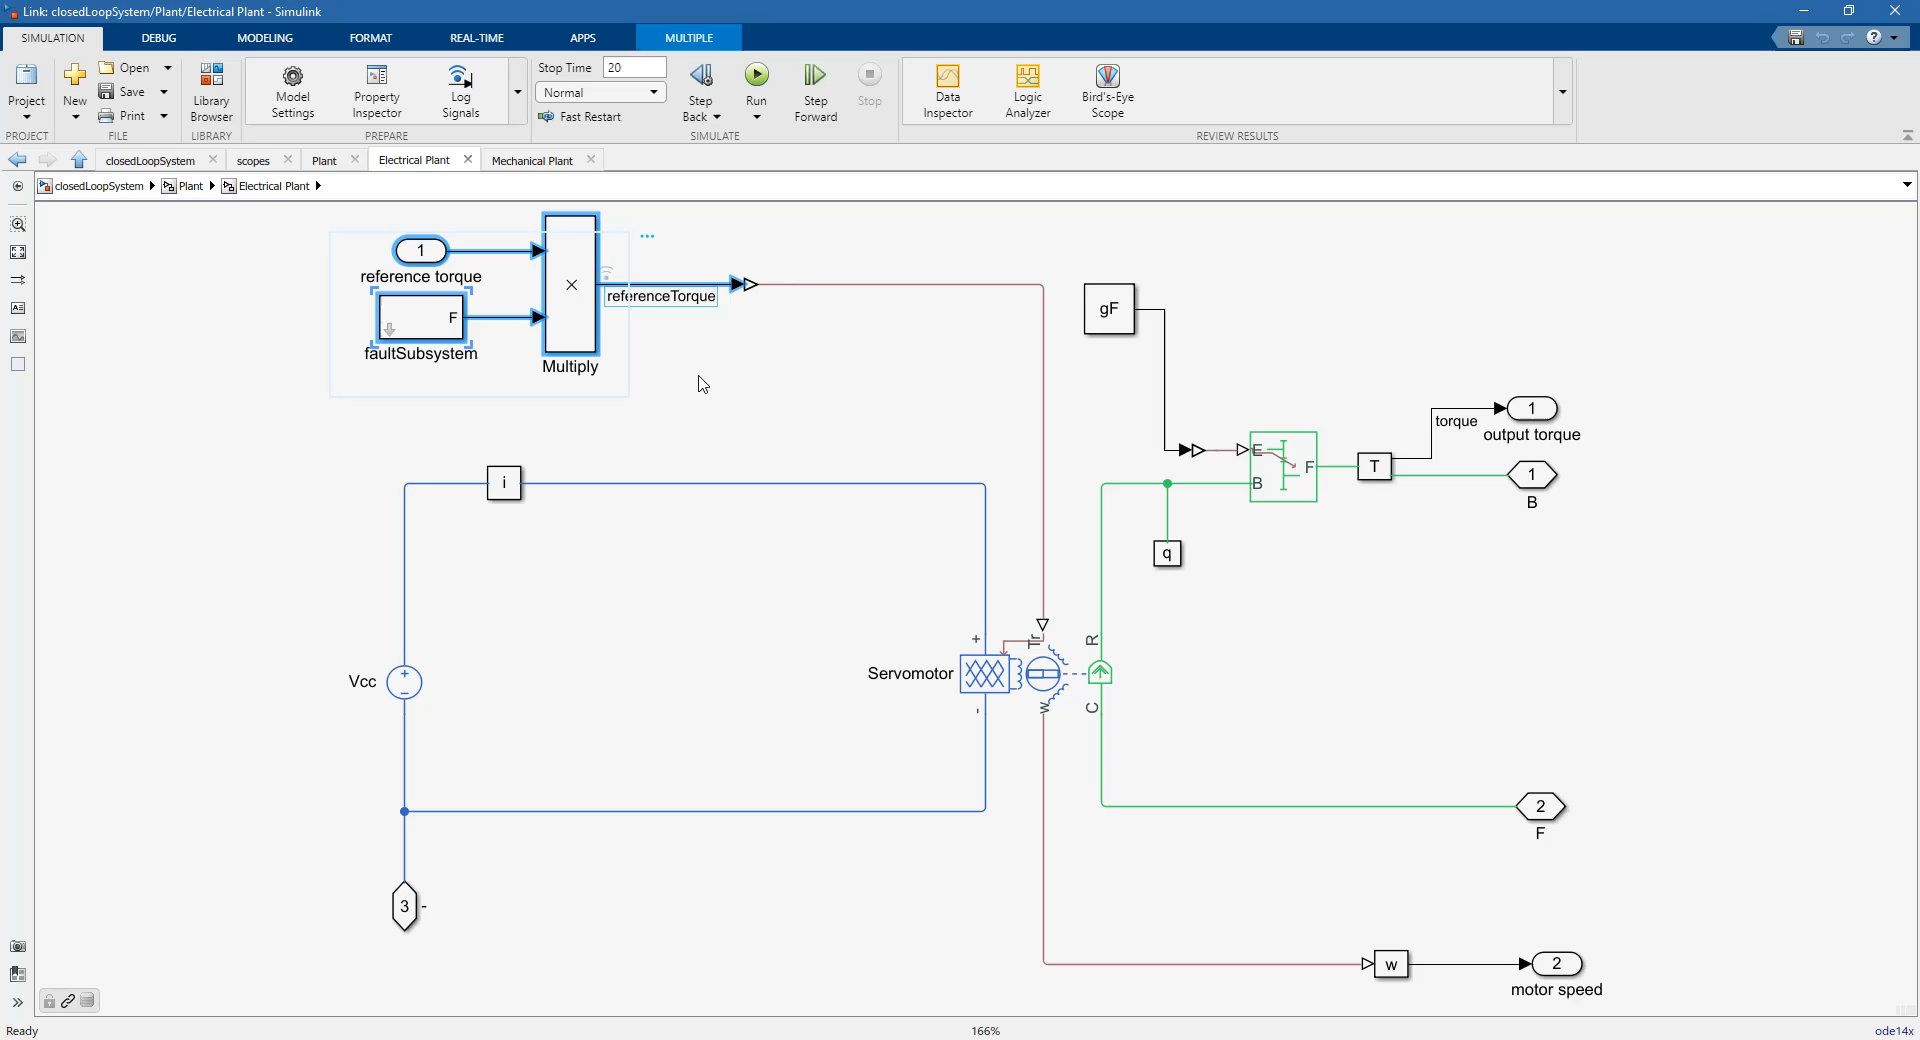 Link: closedLoopSystem/Plant/Electrical Plant - Simulink
SIMULATION DEBUG MODELING FORMAT REAL-TIME APPS MULTIPLE
Project
New
Open
Save
Print
Library
Browser
Model
Settings
Property
Inspector
Log
Signals
Stop Time 20
Normal
Fast Restart
Step
Back
Run
Step
Forward
Stop
Data
Inspector
Logic
Analyzer
Bird's-Eye
Scope
PROJECT FILE LIBRARY PREPARE SIMULATE REVIEW RESULTS
closedLoopSystem scopes Plant Electrical Plant Mechanical Plant
closedLoopSystem Plant Electrical Plant
1
reference torque
F
faultSubsystem
×
Multiply
referenceTorque
gF
1
torque
output torque
E
F
B
T
1
B
i
q
+
Tr
R
Vcc
+
−
Servomotor
-
w
C
2
F
3 -
w
2
motor speed
Ready 166% ode14x